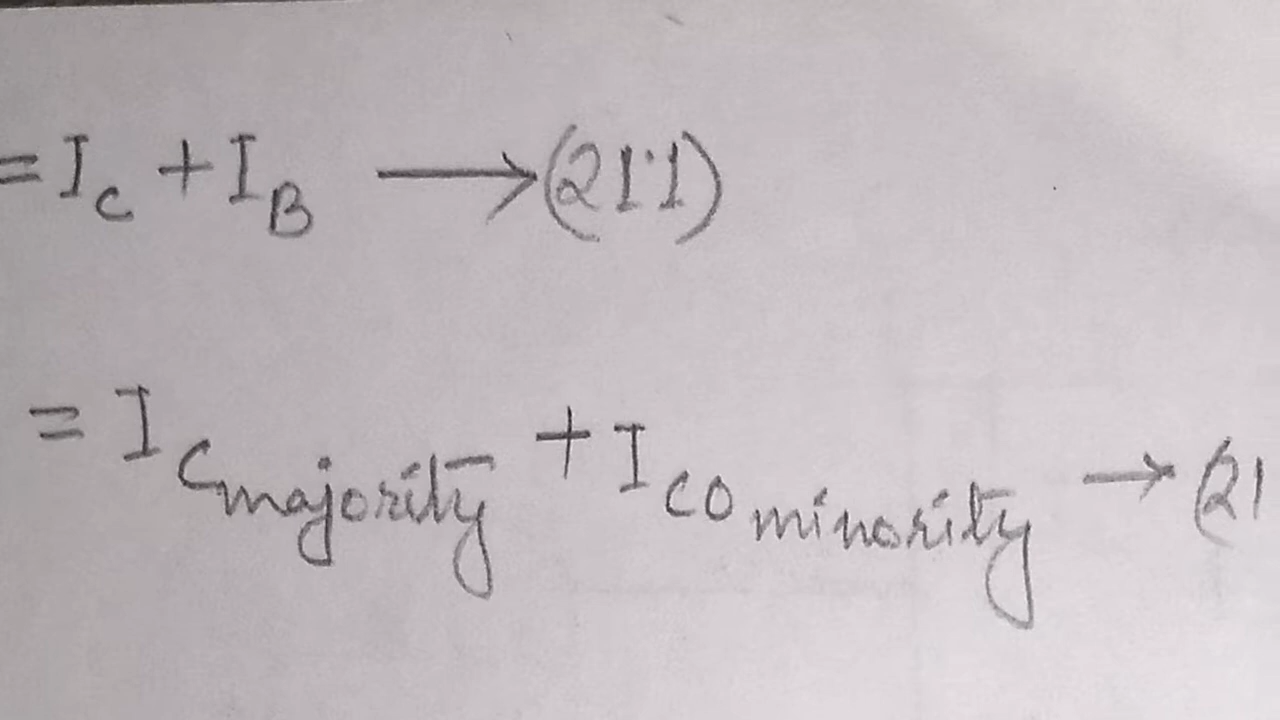 = I_C + I_B ⟶ (21.1)
= I_C majority + I_CO minority → (21